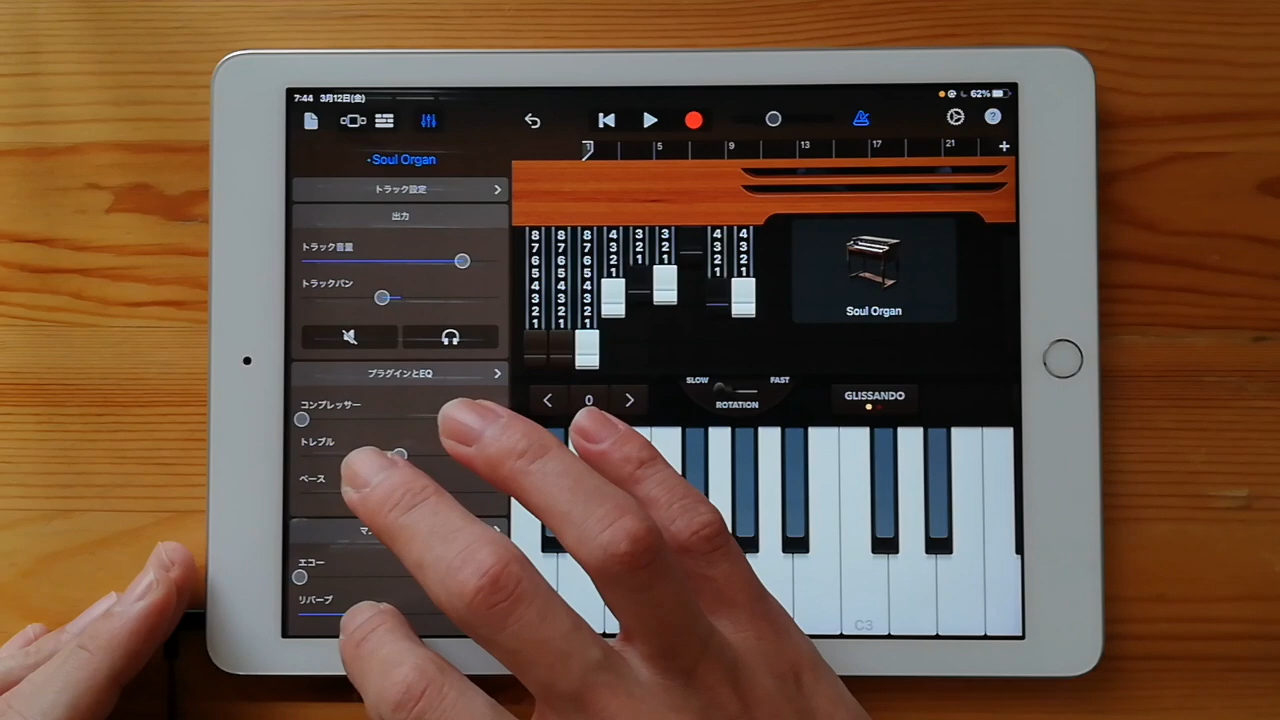 7:44 3月12日(金)
62%
?
Soul Organ
1 5 9 13 17 21 +
トラック設定
出力
トラック音量
トラックパン
プラグインとEQ
コンプレッサー
トレブル
ベース
エコー
リバーブ
8 8 8 4 3 3 4 4
7 7 7 3 2 2 3 3
6 6 6 2 1 1 2 2
5 5 5 1 1 1
4 4 4
3 3 3
2 2 2
1 1 1
Soul Organ
0
SLOW FAST
ROTATION
GLISSANDO
C3